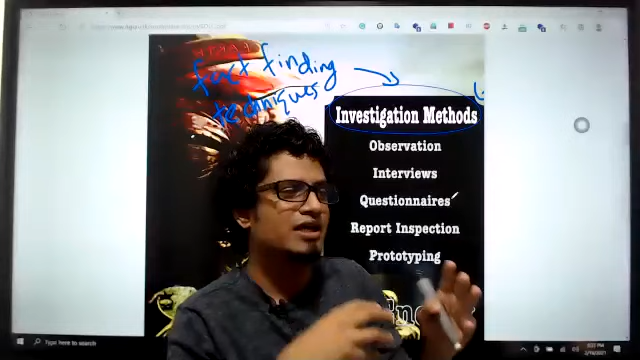 fact finding
techniques
Investigation Methods
Observation
Interviews
Questionnaires
Report Inspection
Prototyping
Type here to search